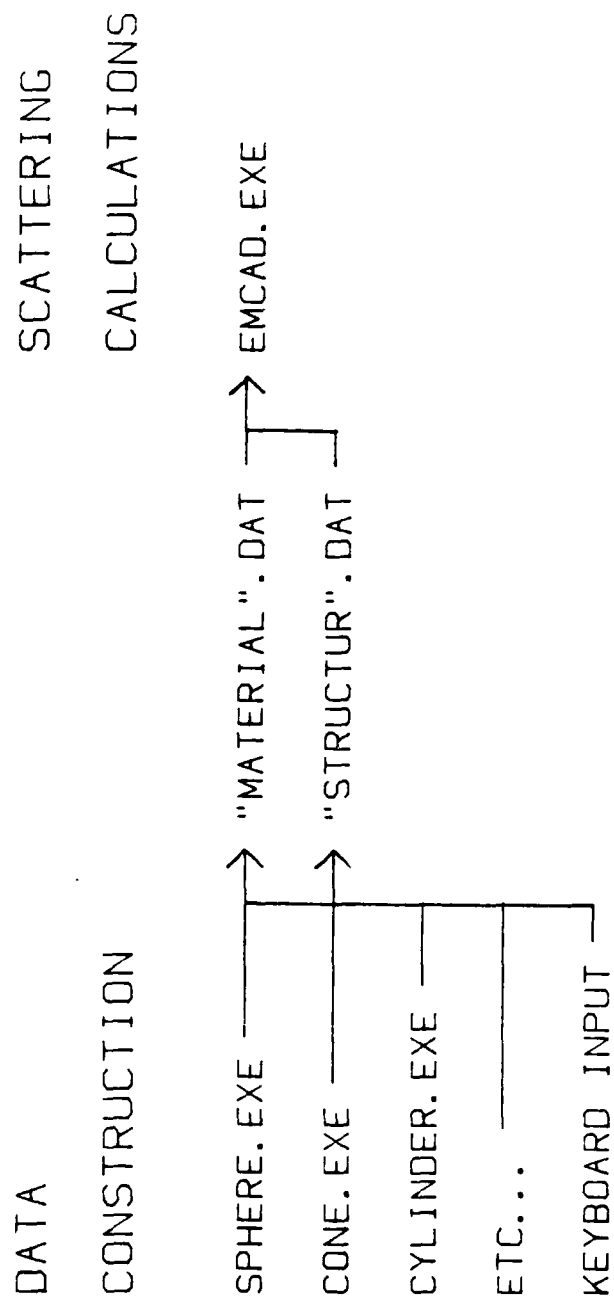 DATA
CONSTRUCTION
SPHERE.EXE
CONE.EXE
CYLINDER.EXE
ETC...
KEYBOARD INPUT
"MATERIAL".DAT
"STRUCTUR".DAT
SCATTERING
CALCULATIONS
EMCAD.EXE